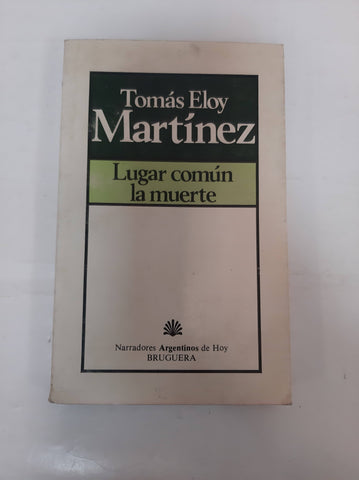 Tomás Eloy
Martínez
Lugar común
la muerte
Narradores Argentinos de Hoy
BRUGUERA